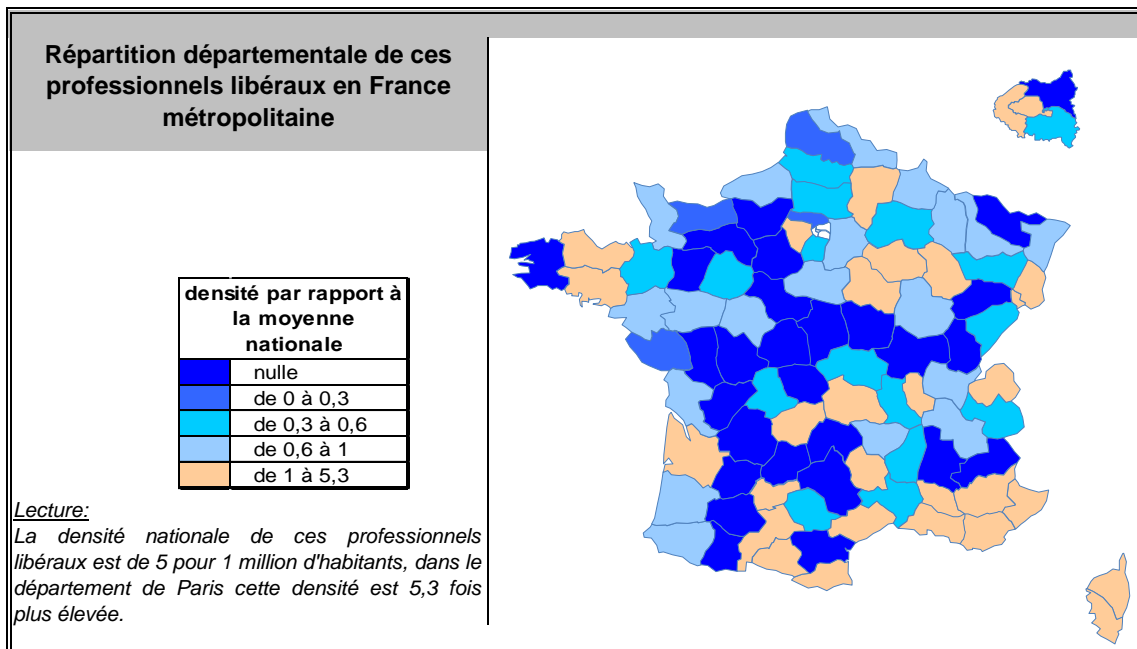 Répartition départementale de ces
professionnels libéraux en France
métropolitaine
densité par rapport à
la moyenne
nationale
nulle
de 0 à 0,3
de 0,3 à 0,6
de 0,6 à 1
de 1 à 5,3
Lecture:
La densité nationale de ces professionnels
libéraux est de 5 pour 1 million d'habitants, dans le
département de Paris cette densité est 5,3 fois
plus élevée.